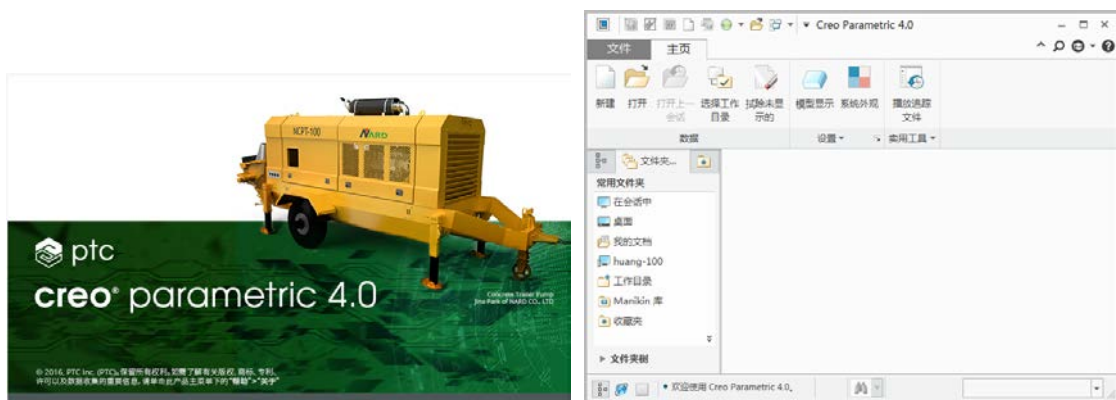 NCPT-100
NARD
ptc
creo® parametric 4.0
Concrete Trailer Pump
Jina Park of NARD CO., LTD
© 2016, PTC Inc. (PTC)。保留所有权利。如需了解有关版权、商标、专利、
许可以及数据收集的重要信息，请单击此产品主菜单下的“帮助”>“关于”
Creo Parametric 4.0
文件
主页
新建
打开
打开上一
会话
选择工作
目录
拭除未显
示的
模型显示
系统外观
播放追踪
文件
数据
设置
实用工具
文件夹...
常用文件夹
在会话中
桌面
我的文档
huang-100
工作目录
Manikin 库
收藏夹
文件夹树
• 欢迎使用 Creo Parametric 4.0。